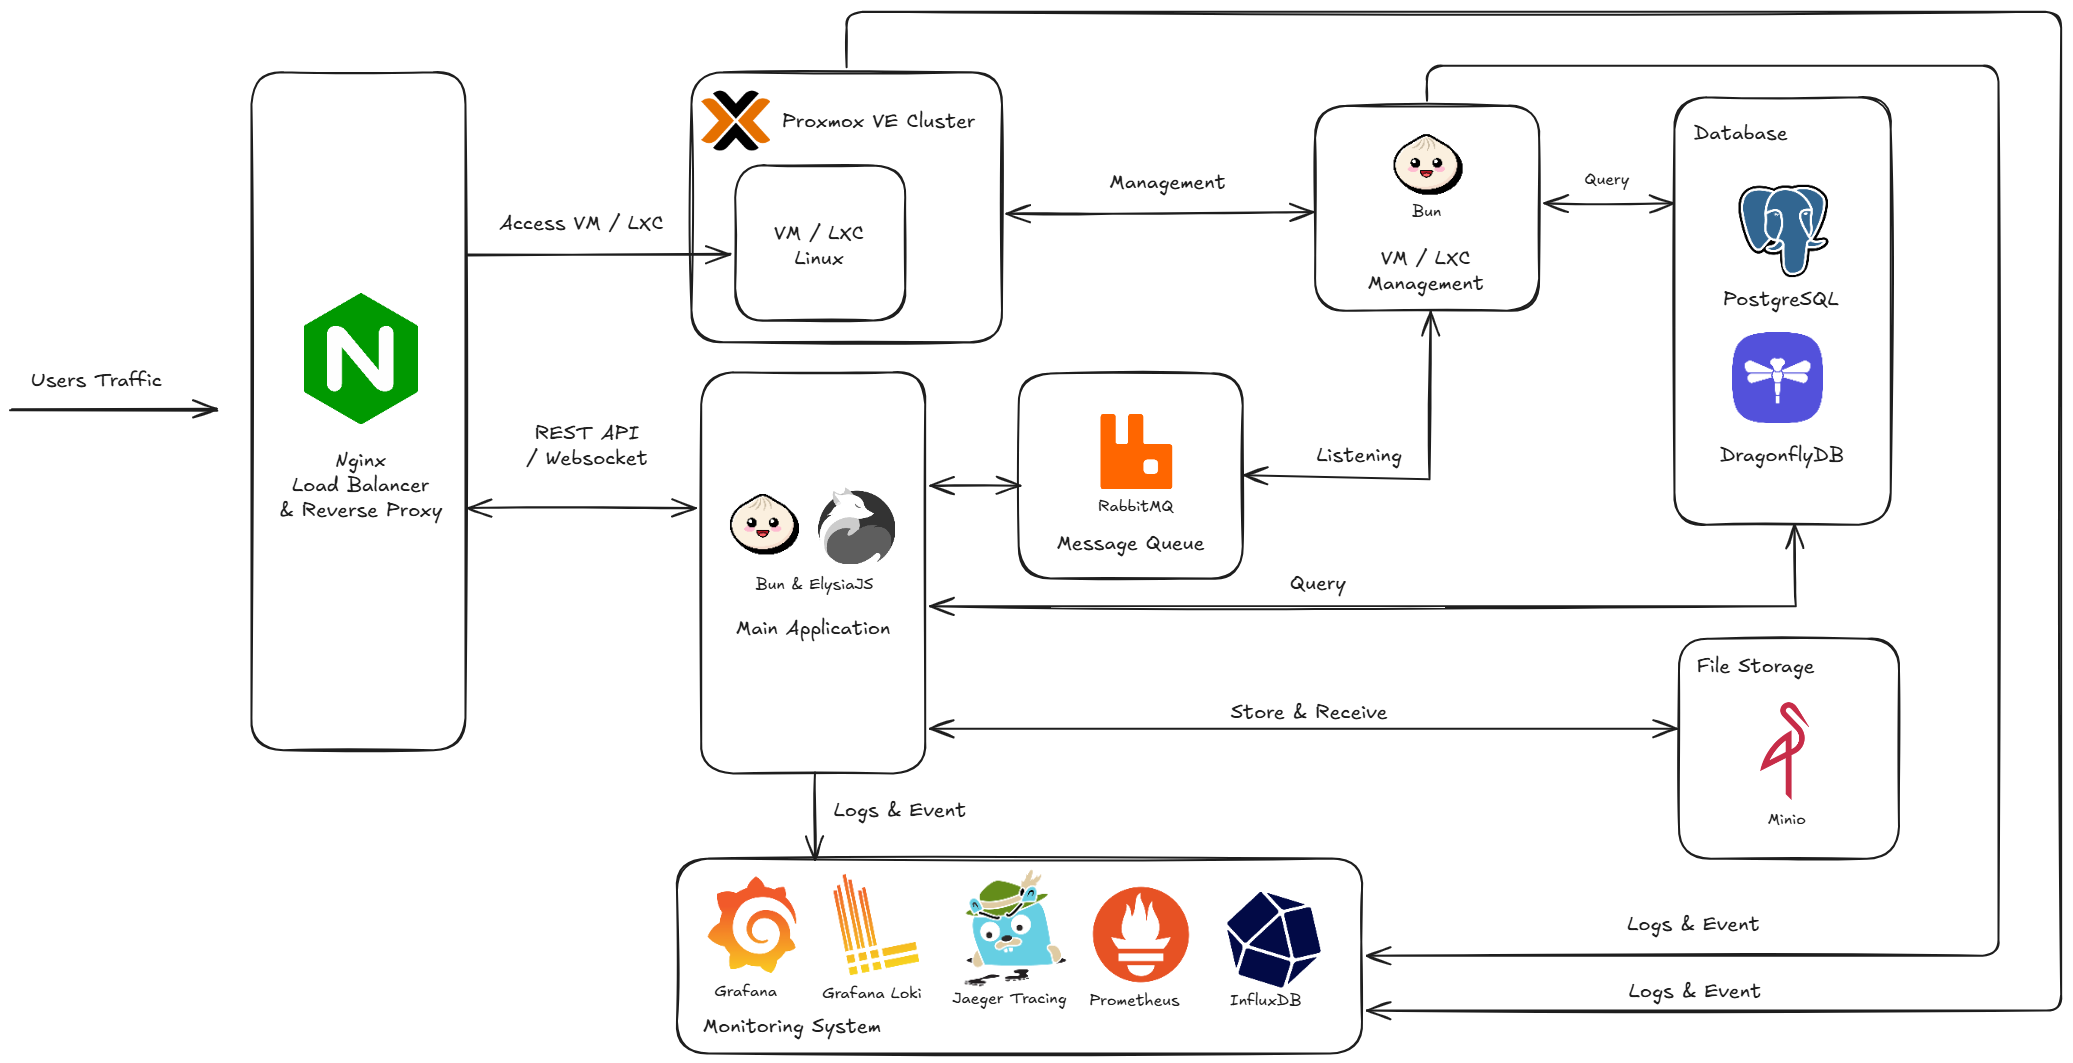 Users Traffic
Nginx
Load Balancer
& Reverse Proxy
Access VM / LXC
REST API
/ Websocket
Proxmox VE Cluster
VM / LXC
Linux
Management
Bun
VM / LXC
Management
Query
Database
PostgreSQL
DragonflyDB
Bun & ElysiaJS
Main Application
RabbitMQ
Message Queue
Listening
Query
Store & Receive
File Storage
Minio
Logs & Event
Grafana
Grafana Loki
Jaeger Tracing
Prometheus
InfluxDB
Monitoring System
Logs & Event
Logs & Event